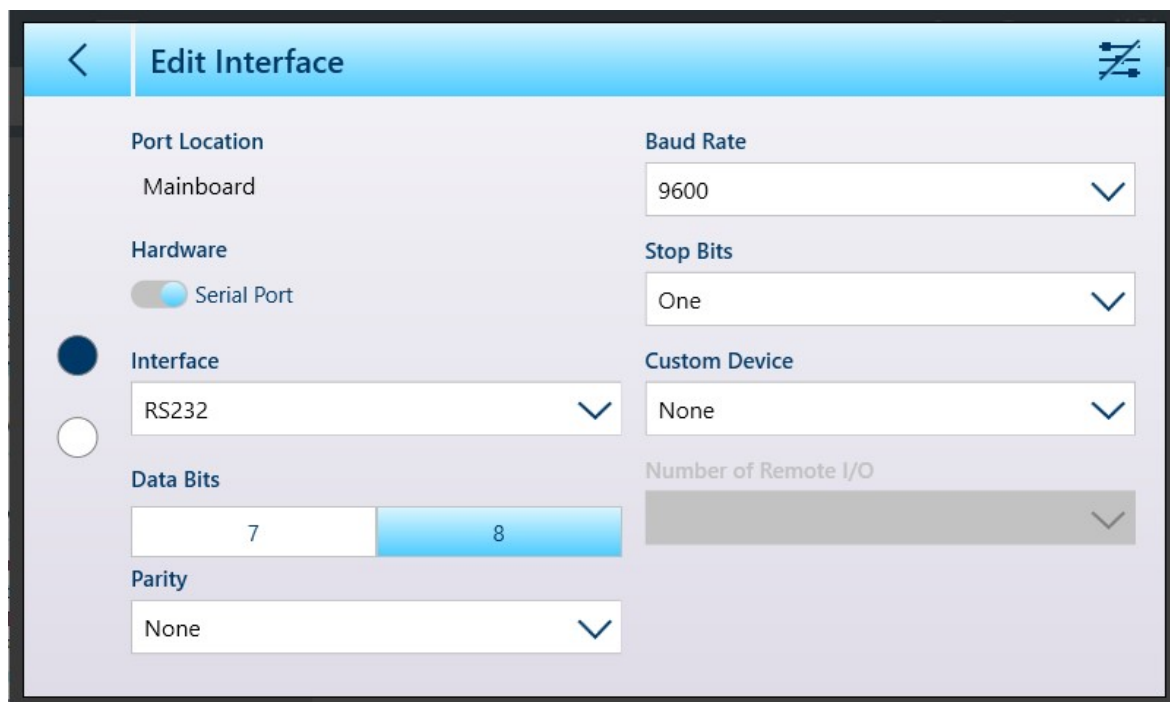 Edit Interface
Port Location
Mainboard
Hardware
Serial Port
Interface
RS232
Data Bits
7 8
Parity
None
Baud Rate
9600
Stop Bits
One
Custom Device
None
Number of Remote I/O